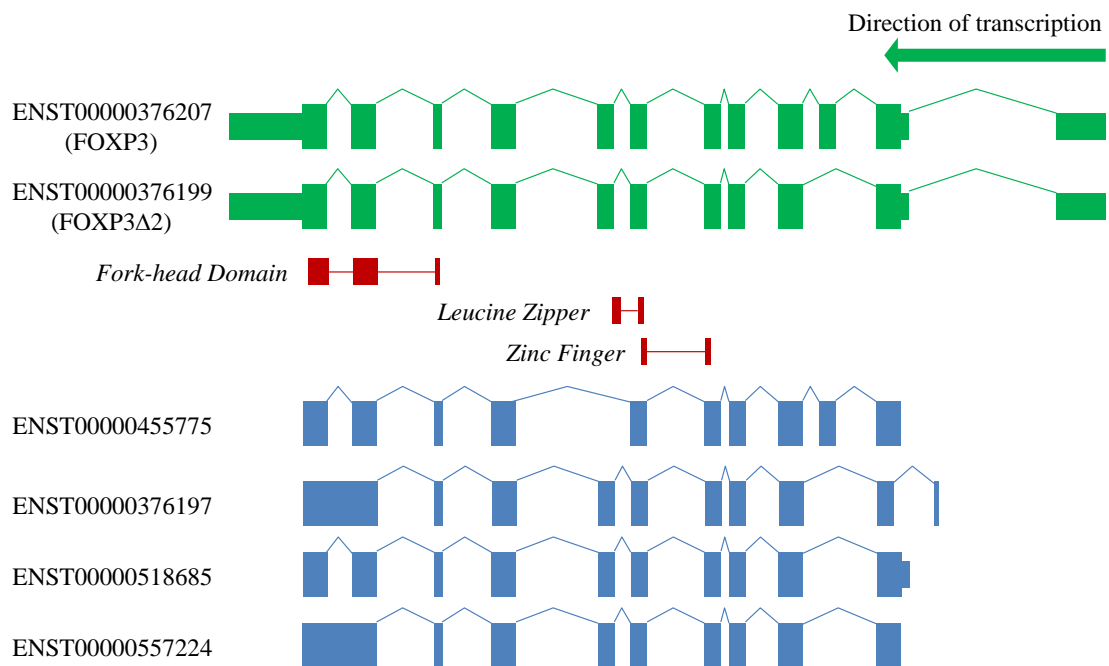 Direction of transcription
ENST00000376207
(FOXP3)
ENST00000376199
(FOXP3Δ2)
Fork-head Domain
Leucine Zipper
Zinc Finger
ENST00000455775
ENST00000376197
ENST00000518685
ENST00000557224